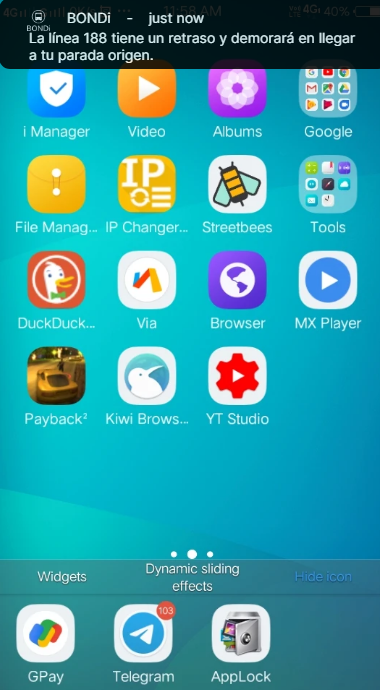 BONDi - just now
11:58 AM 4G 40%
La línea 188 tiene un retraso y demorará en llegar
a tu parada origen.
i Manager Video Albums Google
IP
File Manag... IP Changer... Streetbees Tools
DuckDuck... Via Browser MX Player
Payback² Kiwi Brows... YT Studio
Widgets Dynamic sliding effects Hide icon
103
GPay Telegram AppLock